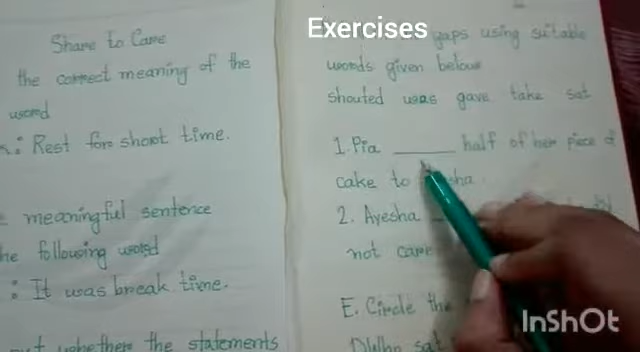 Exercises
Share to Care
the correct meaning of the
word
: Rest for short time.
meaningful sentence
the following word
: It was break time.
whether the statements
gaps using suitable
words given below
shouted was gave take sat
1. Pia ____ half of her piece of
cake to
2. Ayesha
not care
E. Circle the
sat
InShOt